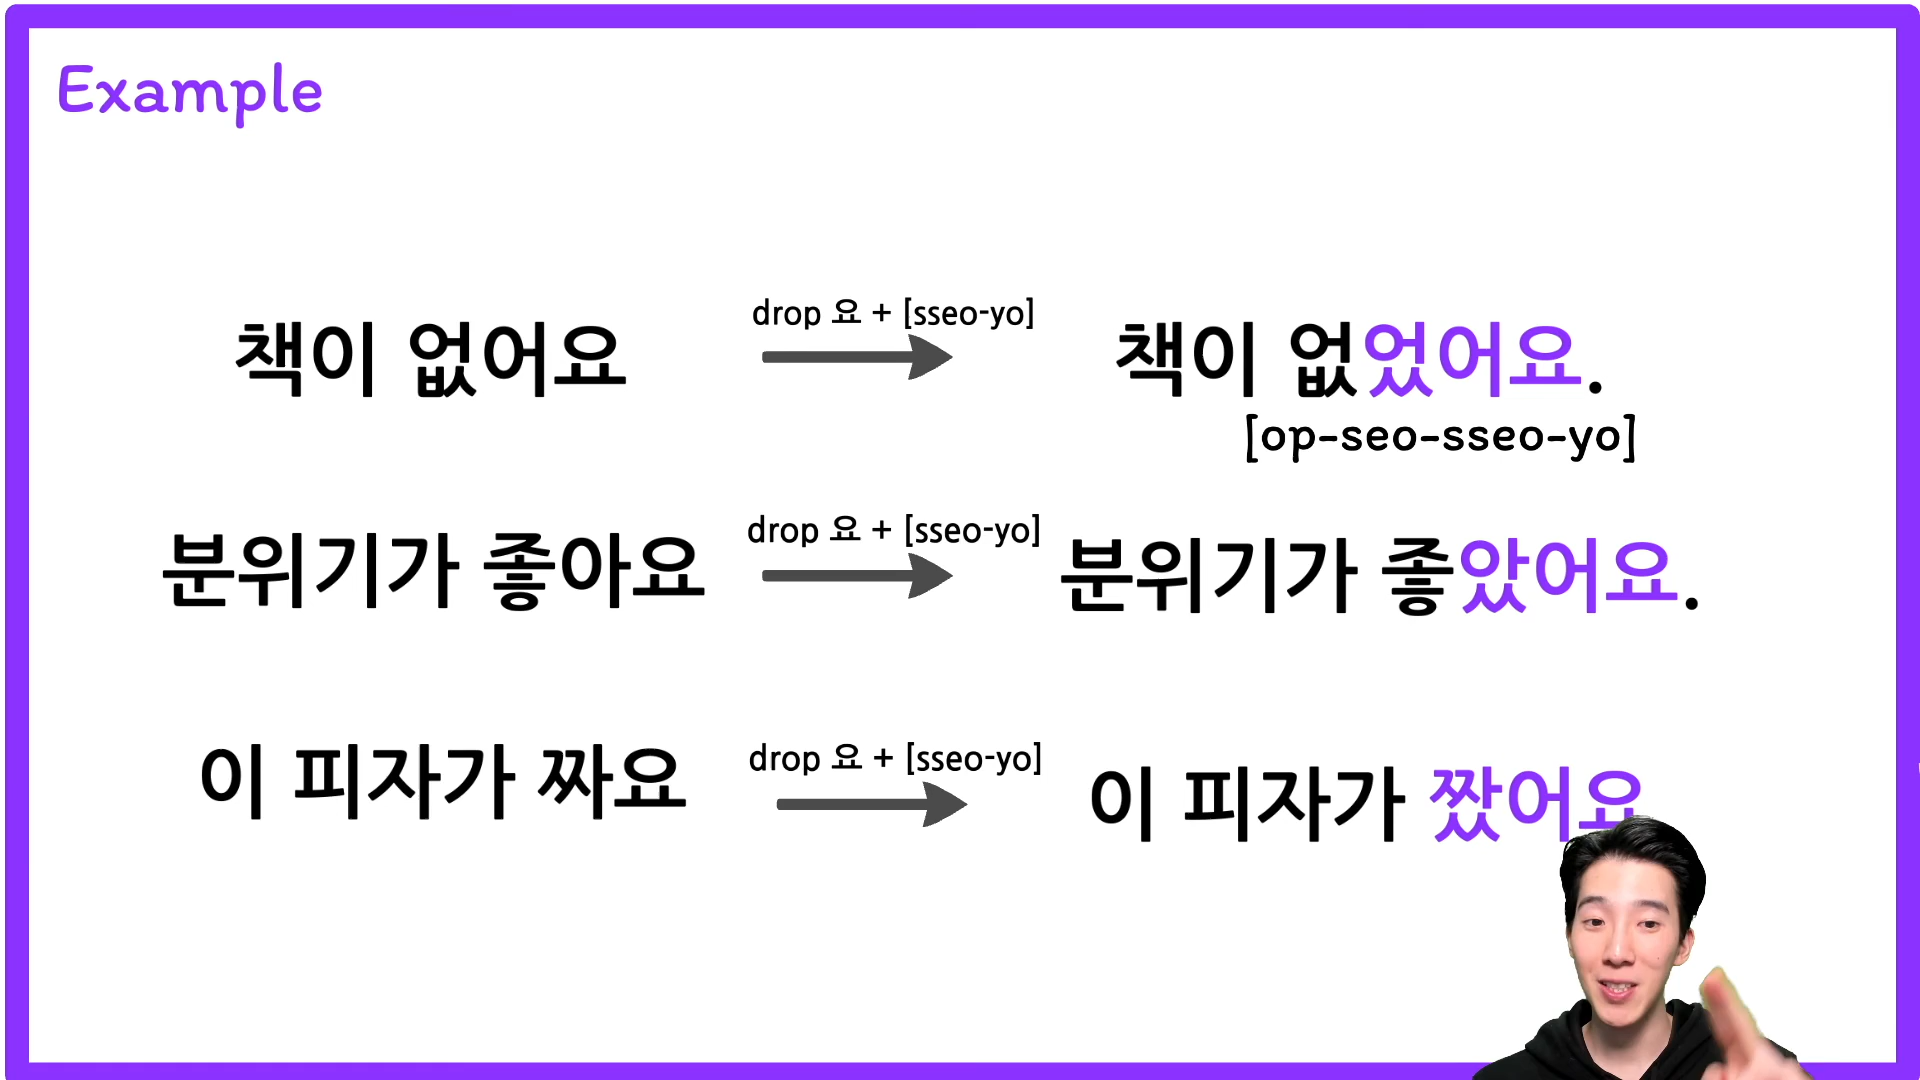 Example
책이 없어요 drop 요 + [sseo-yo] 책이 없었어요.
[op-seo-sseo-yo]
분위기가 좋아요 drop 요 + [sseo-yo] 분위기가 좋았어요.
이 피자가 짜요 drop 요 + [sseo-yo] 이 피자가 짰어요